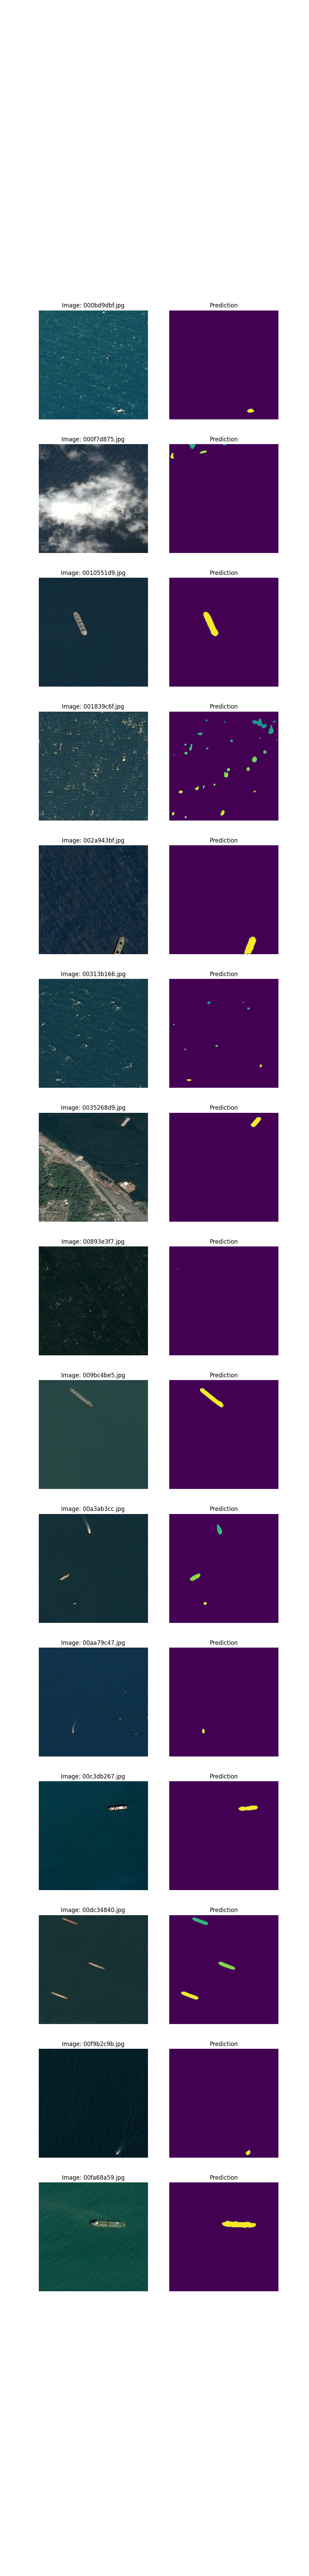 Image: 000bd9dbf.jpg Prediction
Image: 000f7d875.jpg Prediction
Image: 0010551d9.jpg Prediction
Image: 001839c6f.jpg Prediction
Image: 002a943bf.jpg Prediction
Image: 00313b166.jpg Prediction
Image: 0035268d9.jpg Prediction
Image: 00893e3f7.jpg Prediction
Image: 009bc4be5.jpg Prediction
Image: 00a3ab3cc.jpg Prediction
Image: 00aa79c47.jpg Prediction
Image: 00c3db267.jpg Prediction
Image: 00dc34840.jpg Prediction
Image: 00f9b2c9b.jpg Prediction
Image: 00fa68a59.jpg Prediction